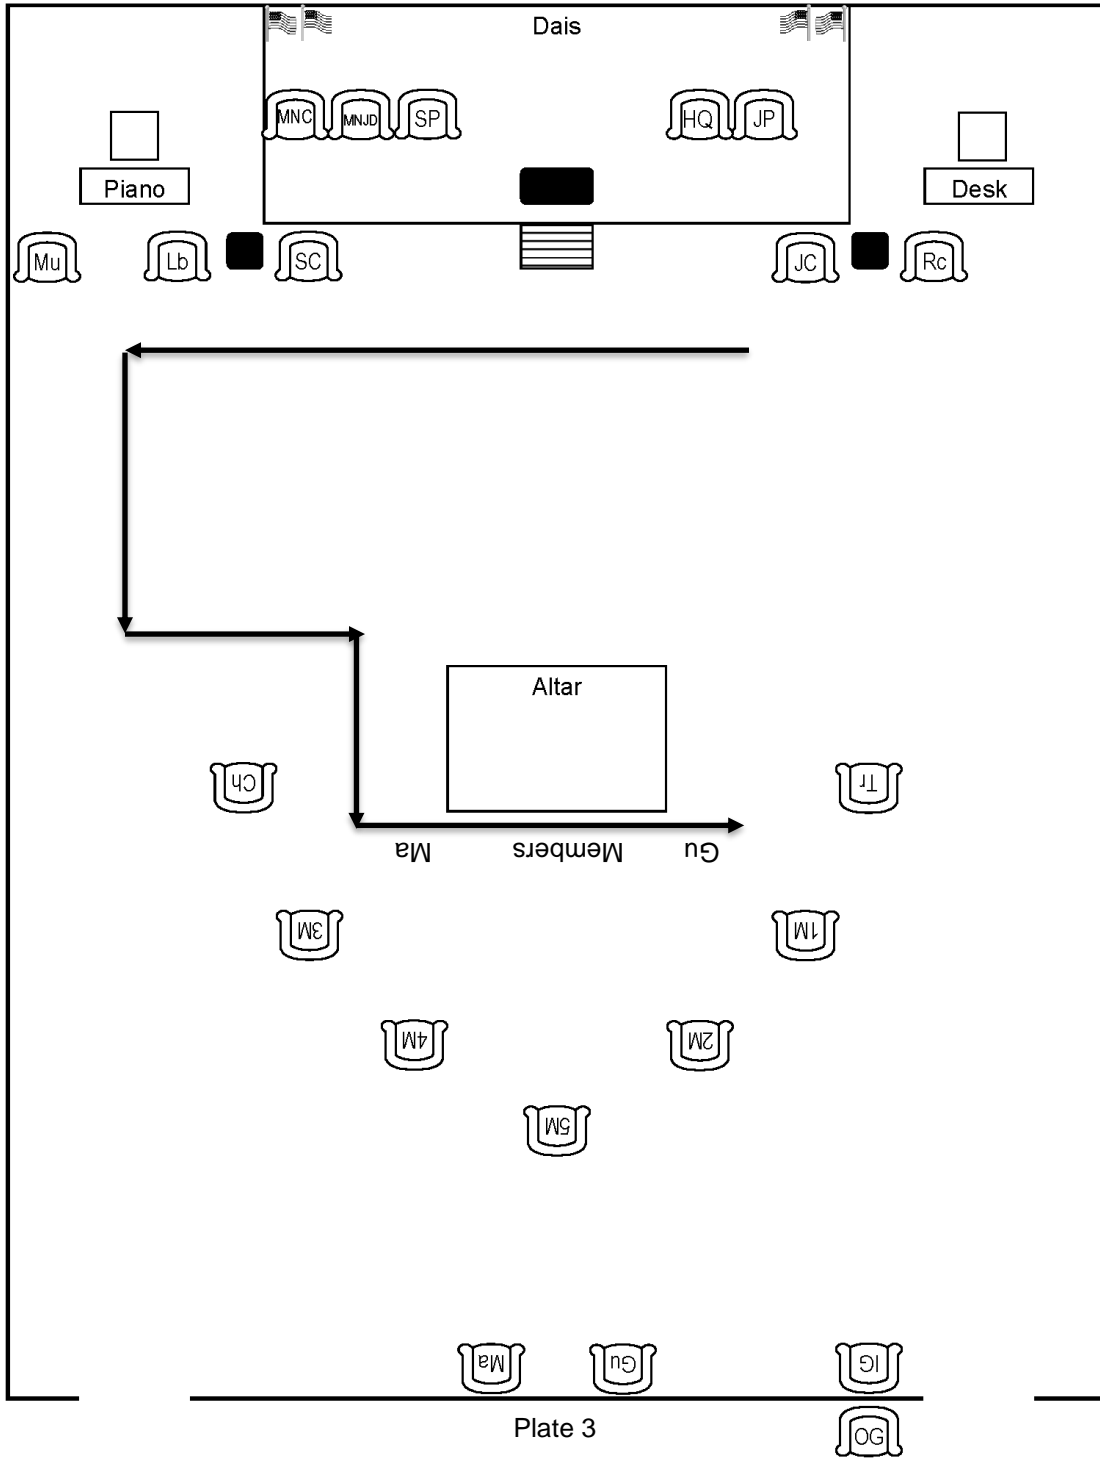 Dais
MNC MNJD SP HQ JP
Piano Desk
Mu Lb SC JC Rc
Altar
Ch Tr
Ma Members Gu
3M 1M
4M 2M
5M
Ma Gu IG
Plate 3
OG